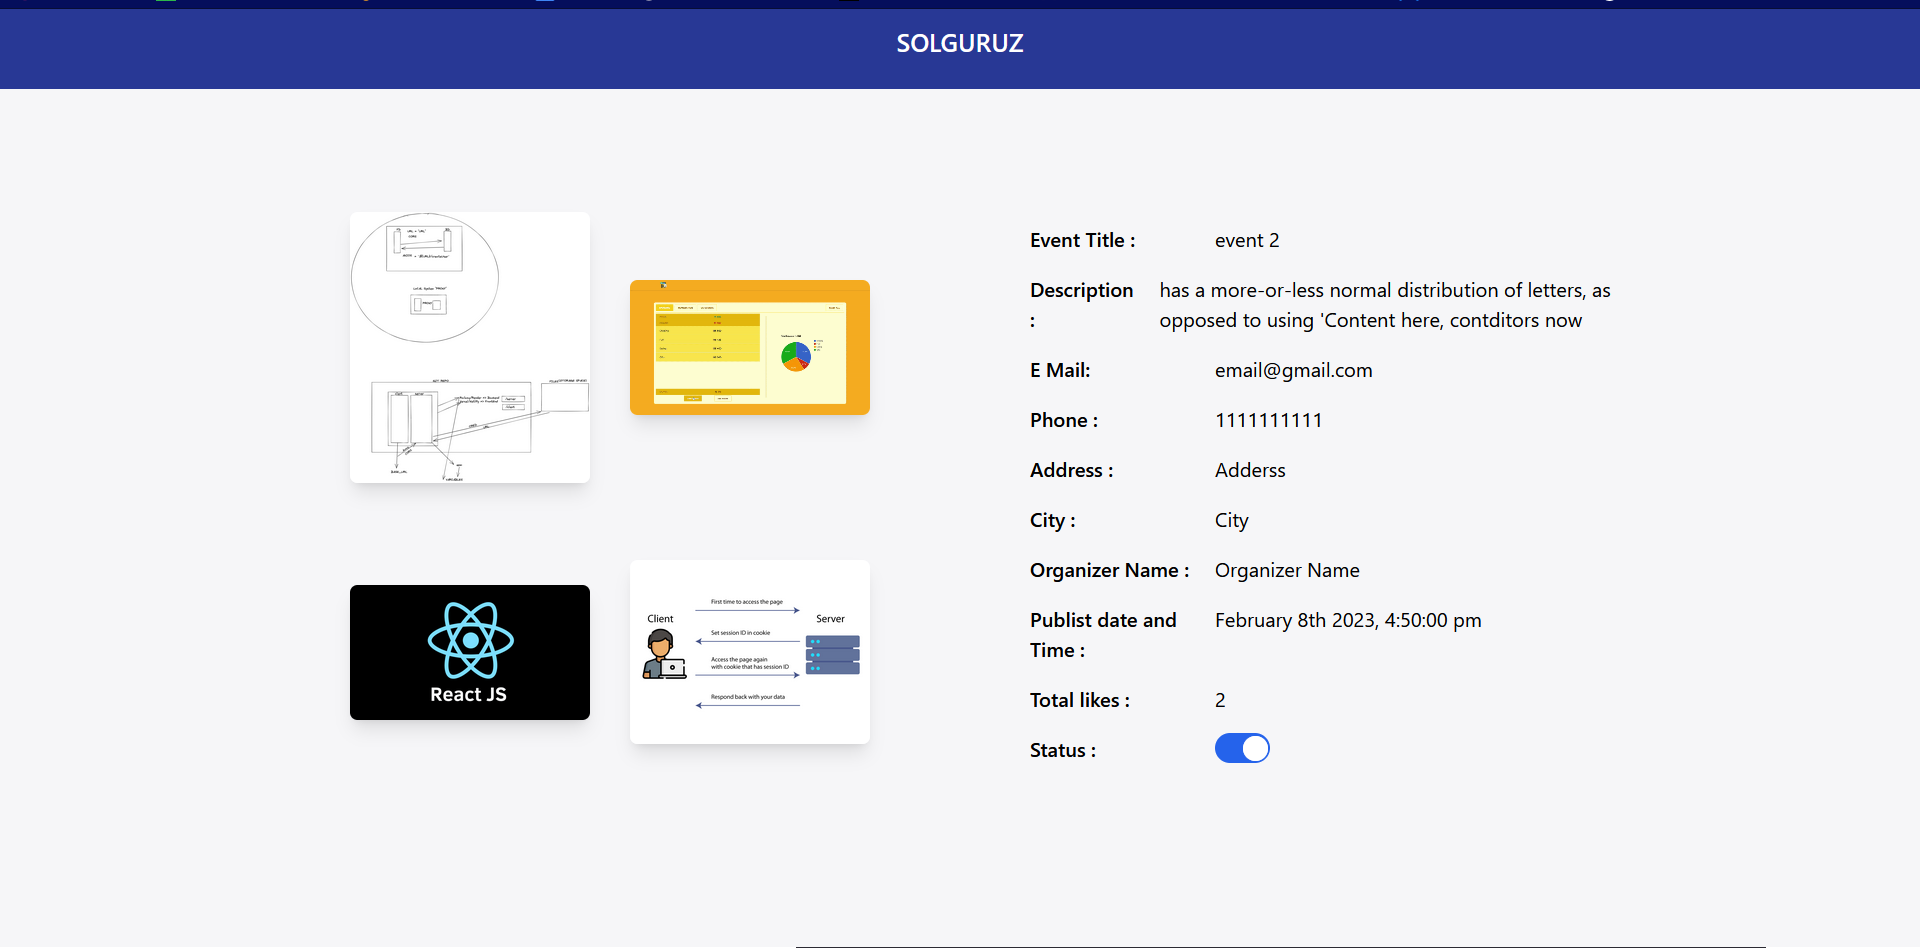 SOLGURUZ
Client
First time to access the page
Server
Set session ID in cookie
Access the page again
with cookie that has session ID
Respond back with your data
React JS
Event Title : event 2
Description : has a more-or-less normal distribution of letters, as
opposed to using 'Content here, contditors now
E Mail: email@gmail.com
Phone : 1111111111
Address : Adderss
City : City
Organizer Name : Organizer Name
Publist date and February 8th 2023, 4:50:00 pm
Time :
Total likes : 2
Status :